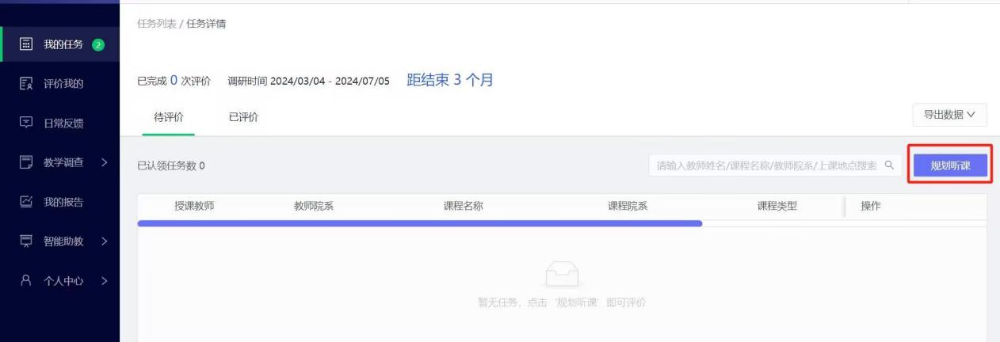 任务列表 / 任务详情
我的任务 2
评价我的
日常反馈
教学调查
我的报告
智能助教
个人中心
已完成 0 次评价 调研时间 2024/03/04 - 2024/07/05 距结束 3 个月
待评价 已评价 导出数据
已认领任务数 0 请输入教师姓名/课程名称/教师院系/上课地点搜索 规划听课
授课教师 教师院系 课程名称 课程院系 课程类型 操作
暂无任务，点击 '规划听课' 即可评价